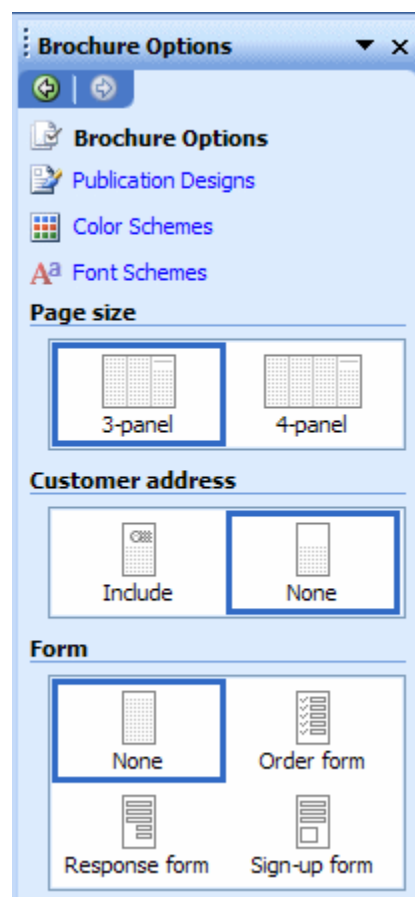 Brochure Options
Brochure Options
Publication Designs
Color Schemes
Aa Font Schemes
Page size
3-panel 4-panel
Customer address
Include None
Form
None Order form
Response form Sign-up form